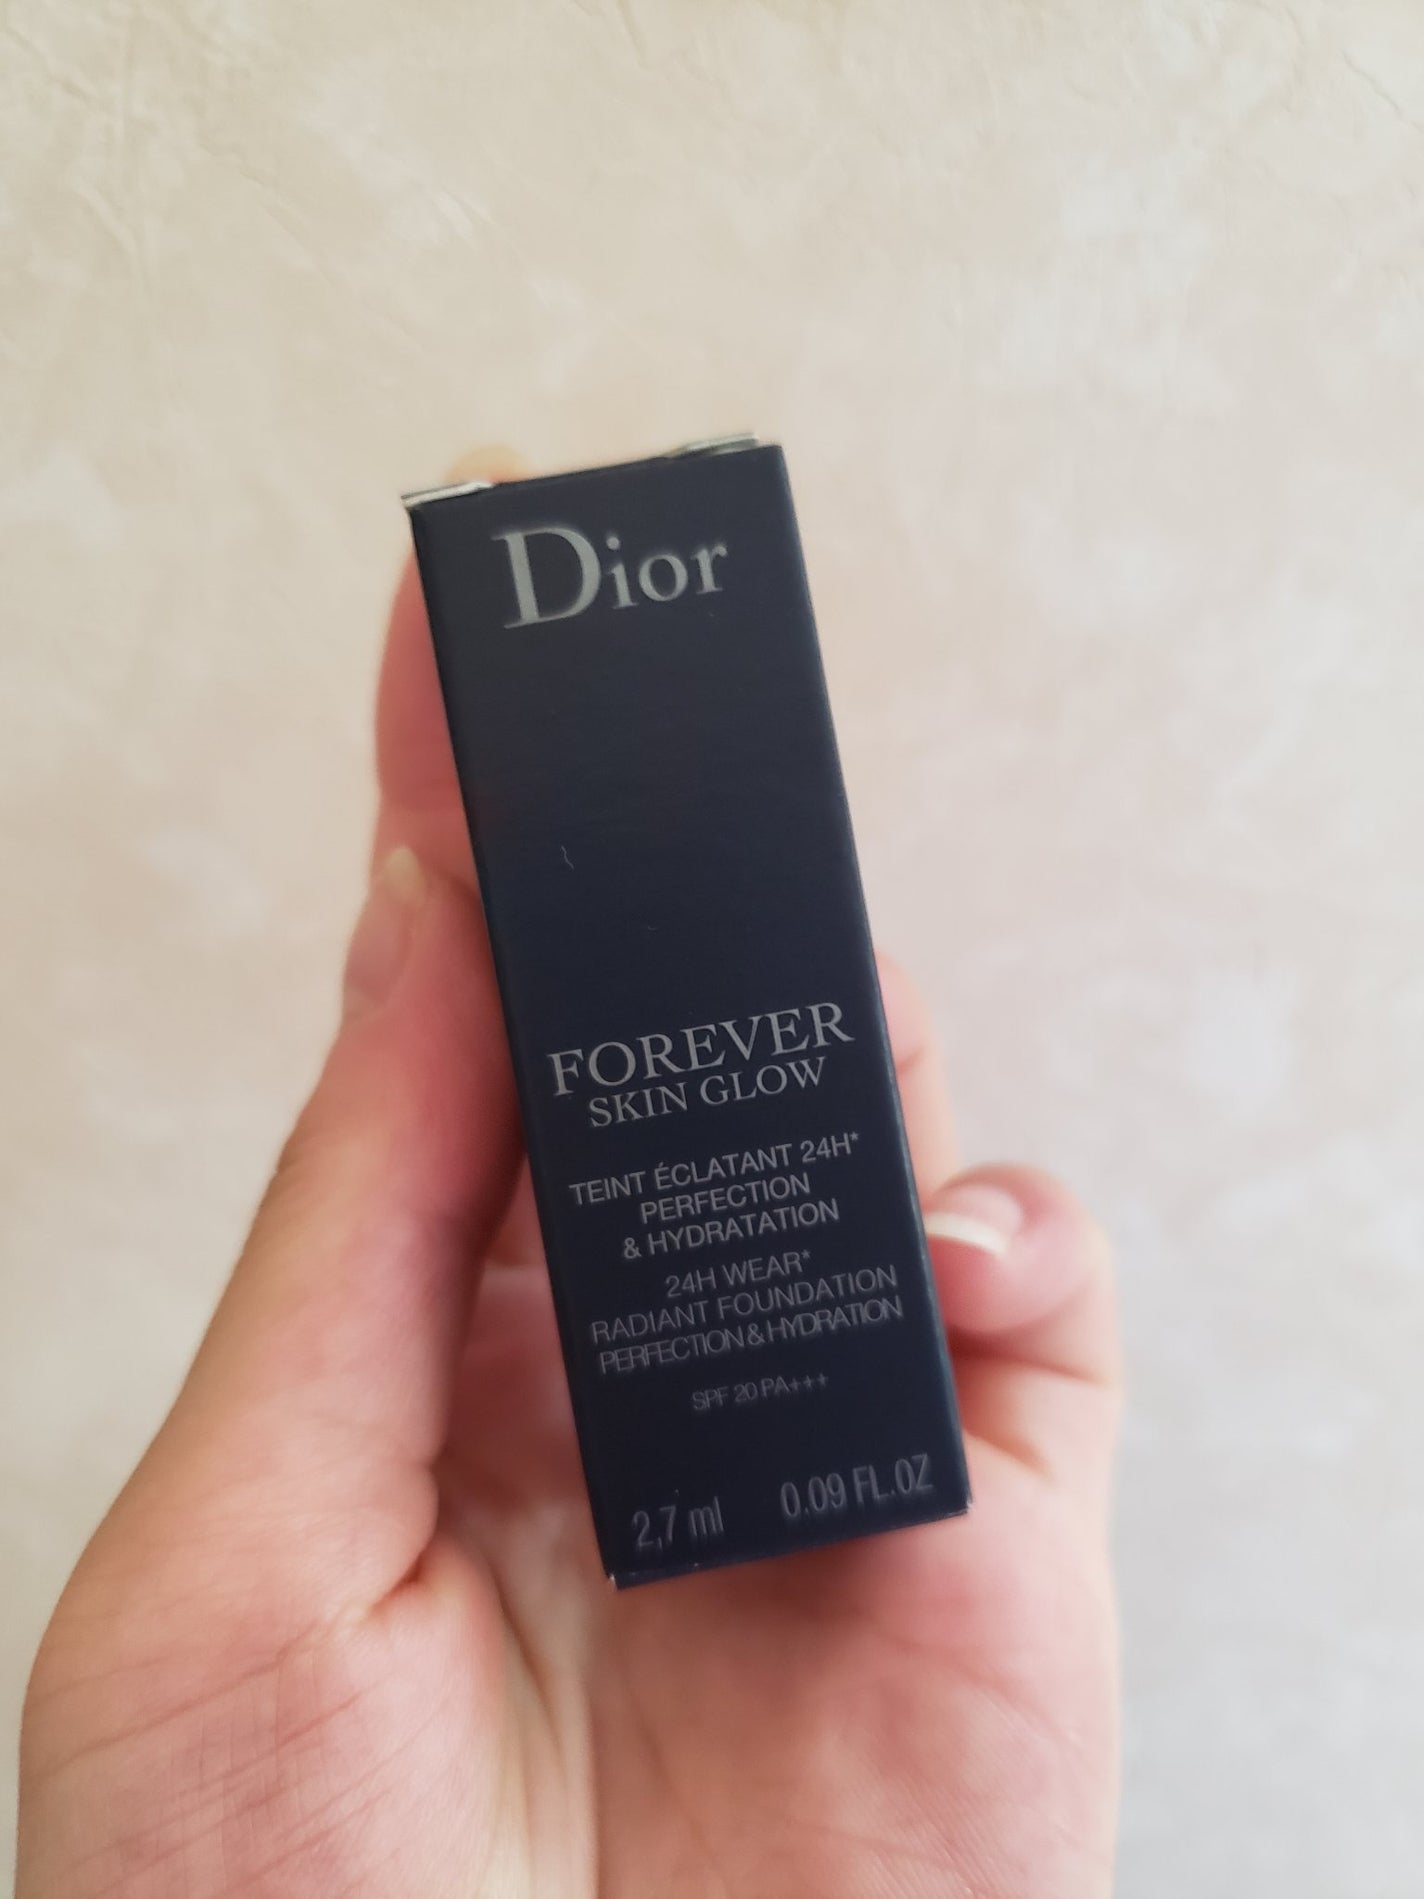 Dior
FOREVER
SKIN GLOW
TEINT ÉCLATANT 24H*
PERFECTION
& HYDRATATION
24H WEAR*
RADIANT FOUNDATION
PERFECTION & HYDRATION
SPF 20 PA+++
2,7 ml 0.09 FL.OZ